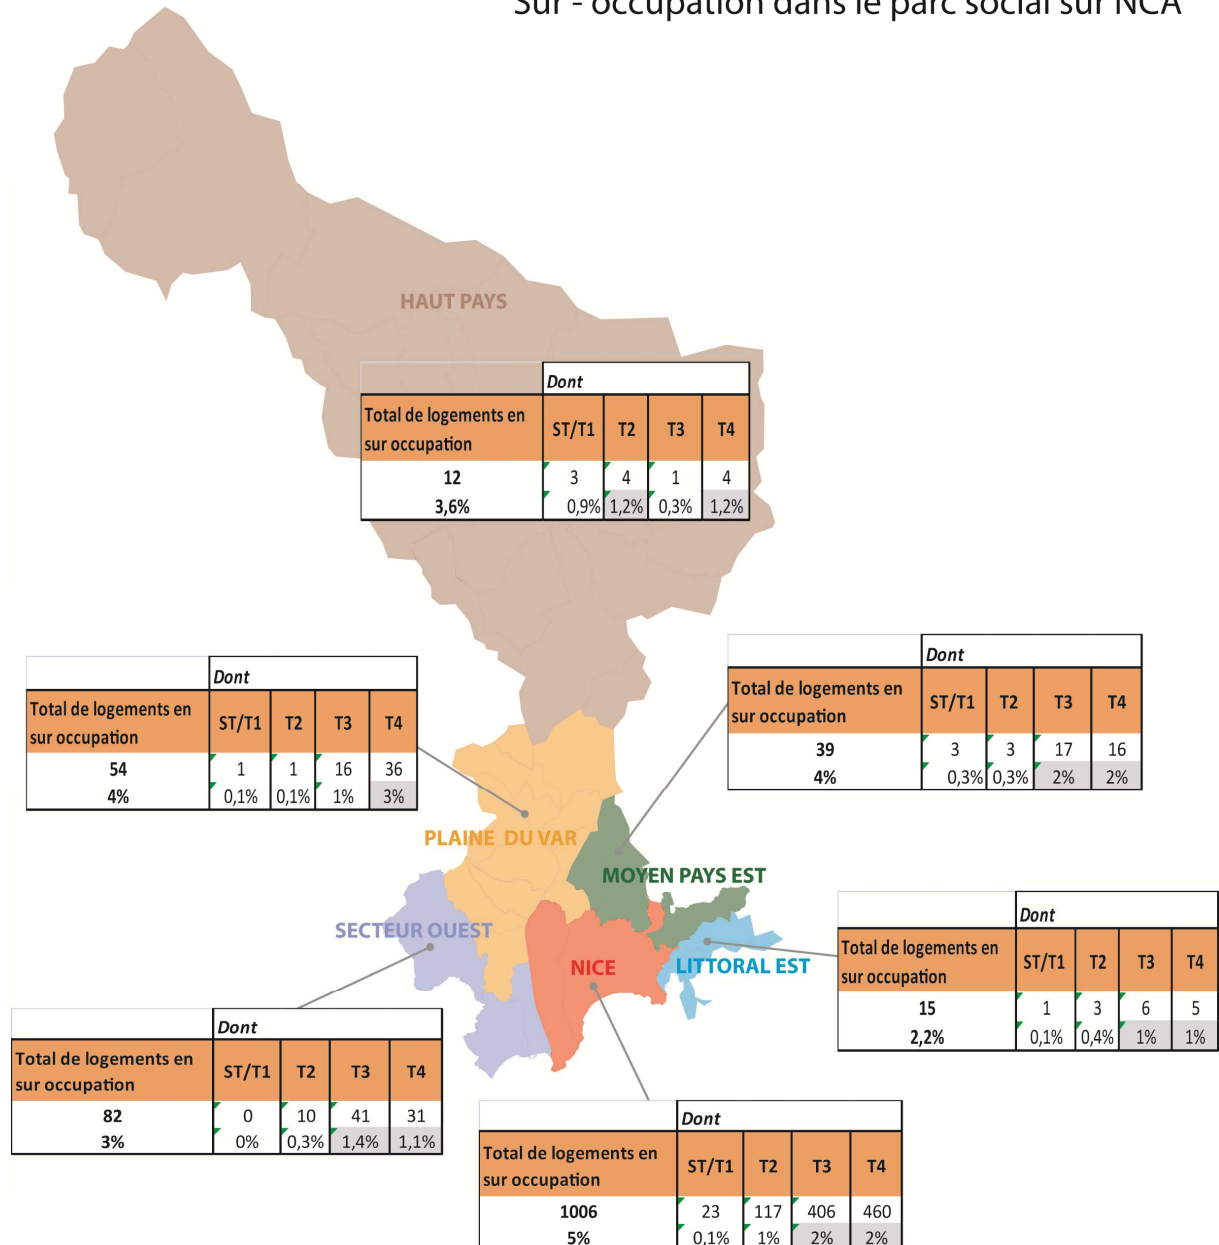 Sur - occupation dans le parc social sur NCA
HAUT PAYS
Dont
Total de logements en
sur occupation
ST/T1 T2 T3 T4
12 3 4 1 4
3,6% 0,9% 1,2% 0,3% 1,2%
Dont
Total de logements en
sur occupation
ST/T1 T2 T3 T4
39 3 3 17 16
4% 0,3% 0,3% 2% 2%
Dont
Total de logements en
sur occupation
ST/T1 T2 T3 T4
54 1 1 16 36
4% 0,1% 0,1% 1% 3%
PLAINE DU VAR
MOYEN PAYS EST
SECTEUR OUEST
NICE
LITTORAL EST
Dont
Total de logements en
sur occupation
ST/T1 T2 T3 T4
15 1 3 6 5
2,2% 0,1% 0,4% 1% 1%
Dont
Total de logements en
sur occupation
ST/T1 T2 T3 T4
82 0 10 41 31
3% 0% 0,3% 1,4% 1,1%
Dont
Total de logements en
sur occupation
ST/T1 T2 T3 T4
1006 23 117 406 460
5% 0,1% 1% 2% 2%